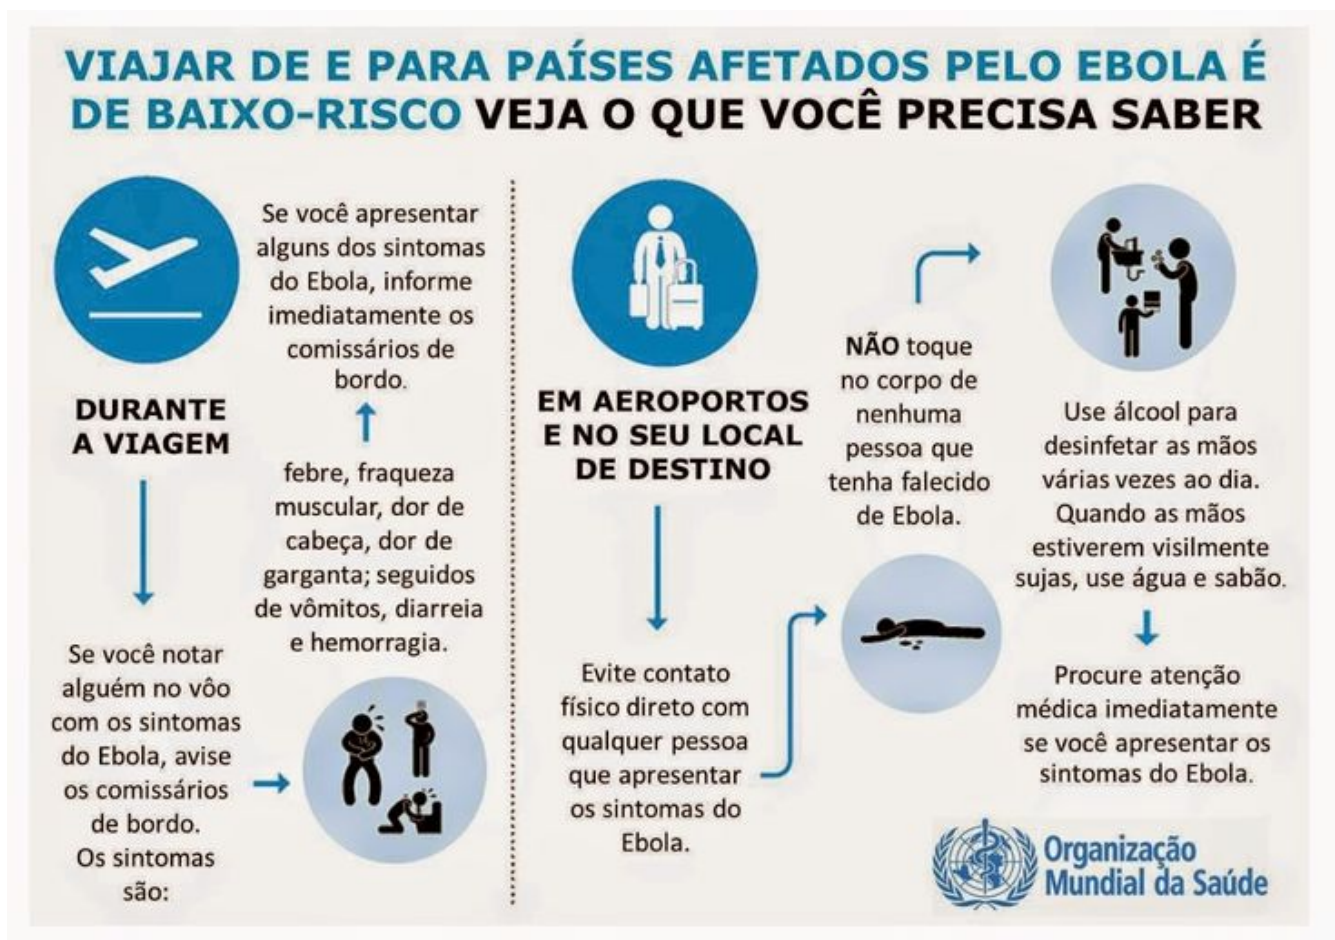 VIAJAR DE E PARA PAÍSES AFETADOS PELO EBOLA É
DE BAIXO-RISCO VEJA O QUE VOCÊ PRECISA SABER
DURANTE
A VIAGEM
Se você notar
alguém no vôo
com os sintomas
do Ebola, avise
os comissários
de bordo.
Os sintomas
são:
febre, fraqueza
muscular, dor de
cabeça, dor de
garganta; seguidos
de vômitos, diarreia
e hemorragia.
Se você apresentar
alguns dos sintomas
do Ebola, informe
imediatamente os
comissários de
bordo.
EM AEROPORTOS
E NO SEU LOCAL
DE DESTINO
Evite contato
físico direto com
qualquer pessoa
que apresentar
os sintomas do
Ebola.
NÃO toque
no corpo de
nenhuma
pessoa que
tenha falecido
de Ebola.
Use álcool para
desinfetar as mãos
várias vezes ao dia.
Quando as mãos
estiverem visilmente
sujas, use água e sabão.
Procure atenção
médica imediatamente
se você apresentar os
sintomas do Ebola.
Organização
Mundial da Saúde